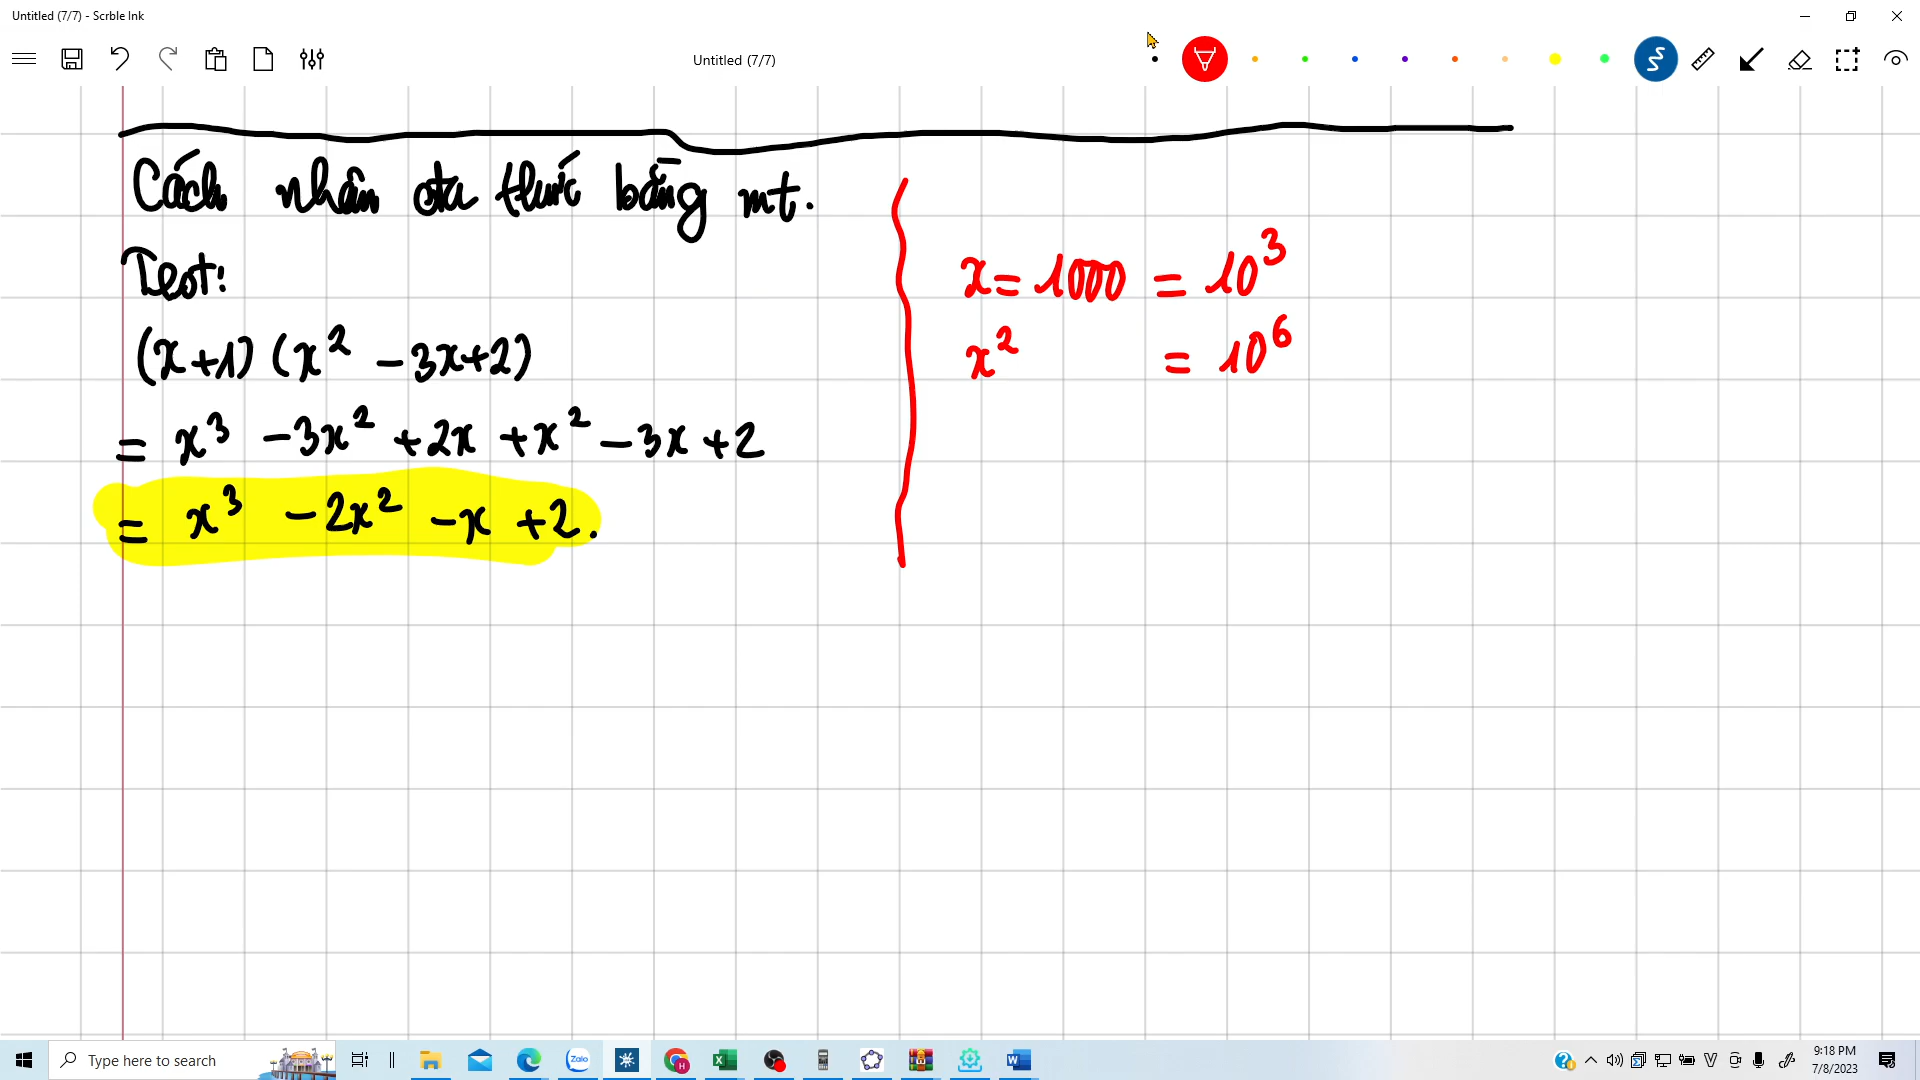 Untitled (7/7) - Scrble Ink
Untitled (7/7)
Cách nhân đa thức bằng mt.
Test:
(x+1)(x² -3x+2)
= x³ -3x² +2x +x² -3x +2
= x³ -2x² -x +2.
x = 1000 = 10³
x² = 10⁶
Type here to search
Zalo
9:18 PM
7/8/2023